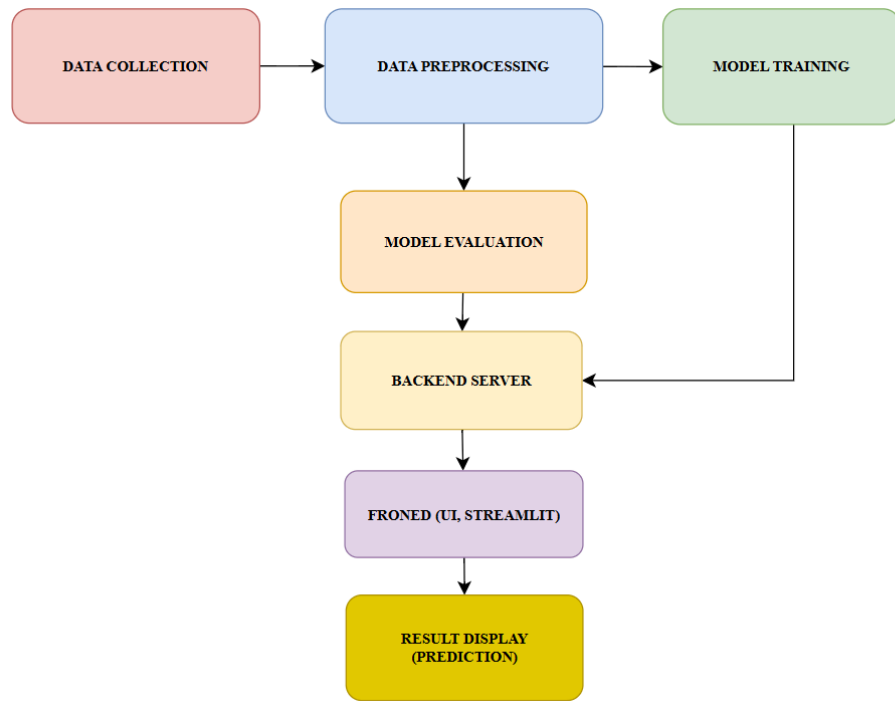 DATA COLLECTION
DATA PREPROCESSING
MODEL TRAINING
MODEL EVALUATION
BACKEND SERVER
FRONED (UI, STREAMLIT)
RESULT DISPLAY
(PREDICTION)